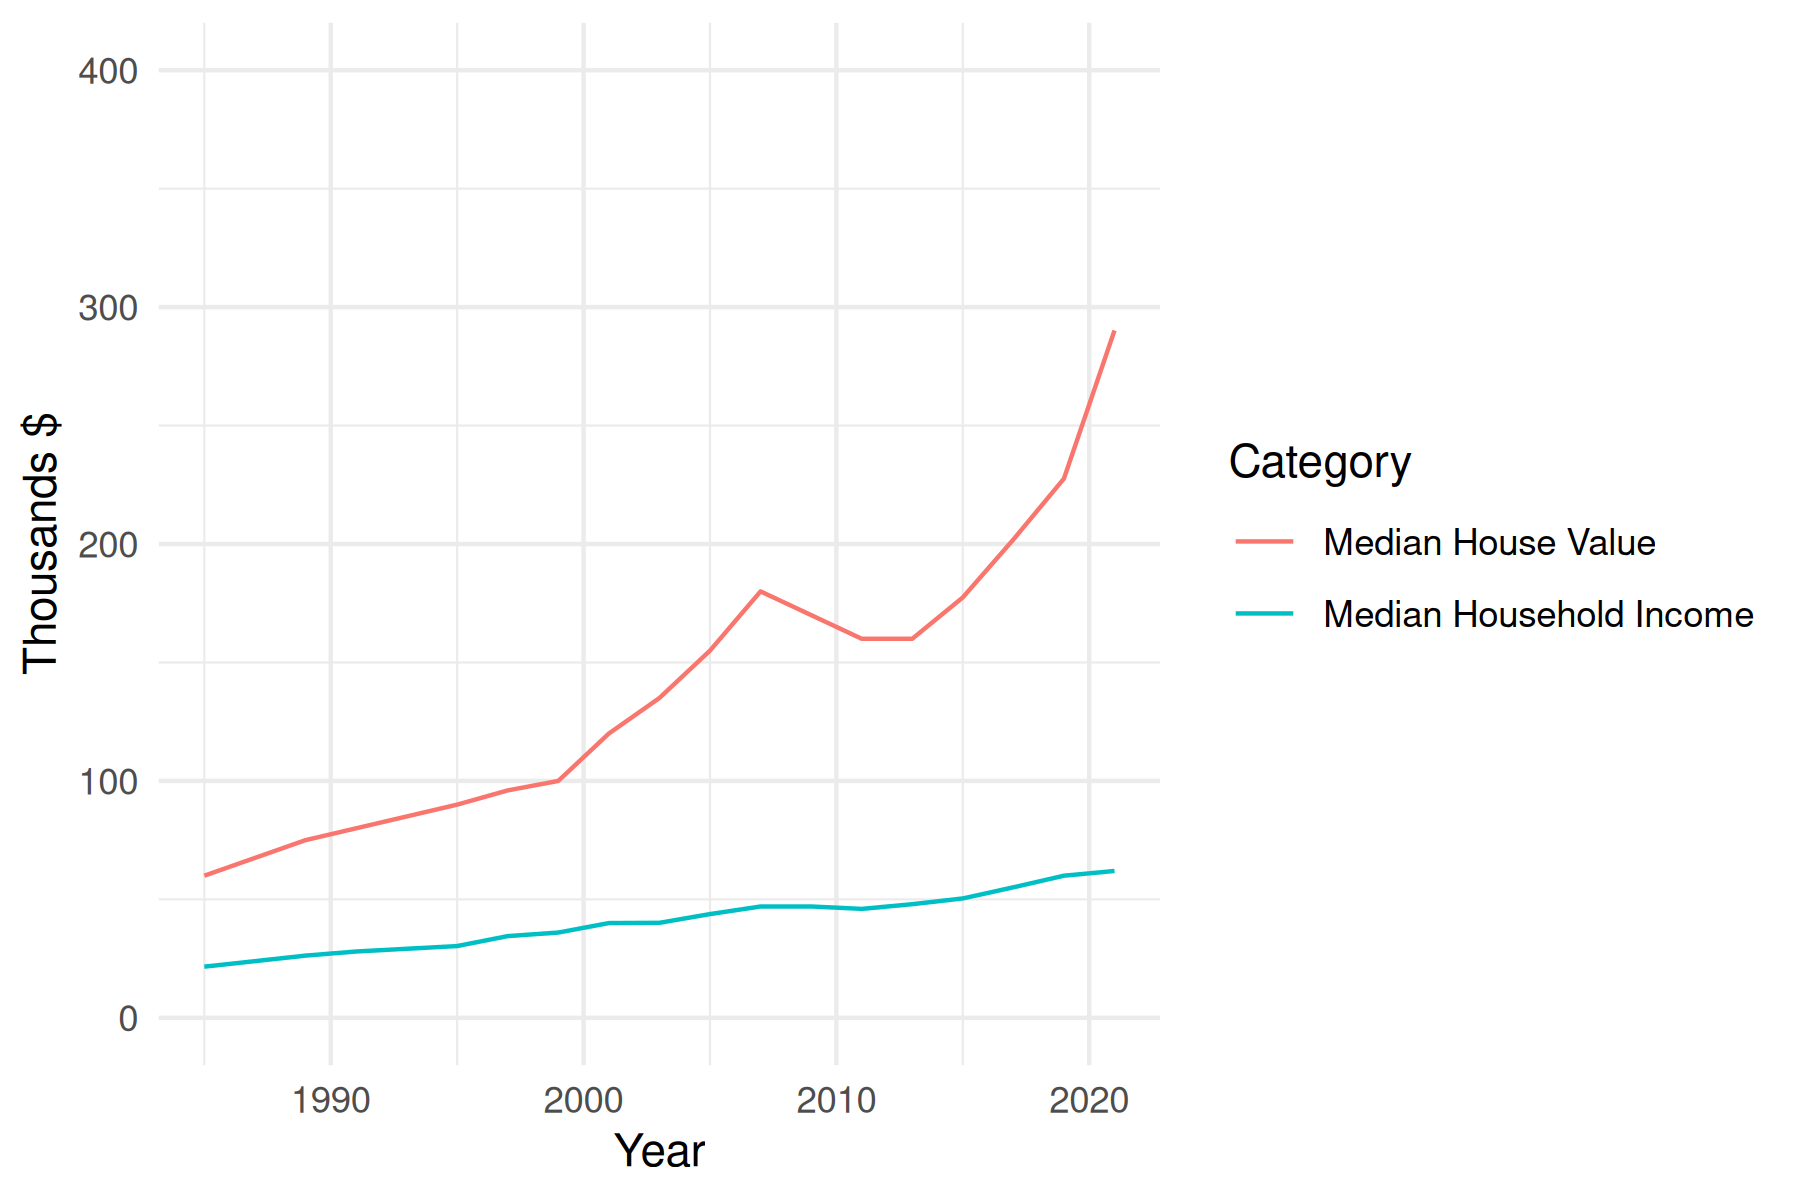 400
300
200
100
0
Thousands $
1990 2000 2010 2020
Year
Category
Median House Value
Median Household Income